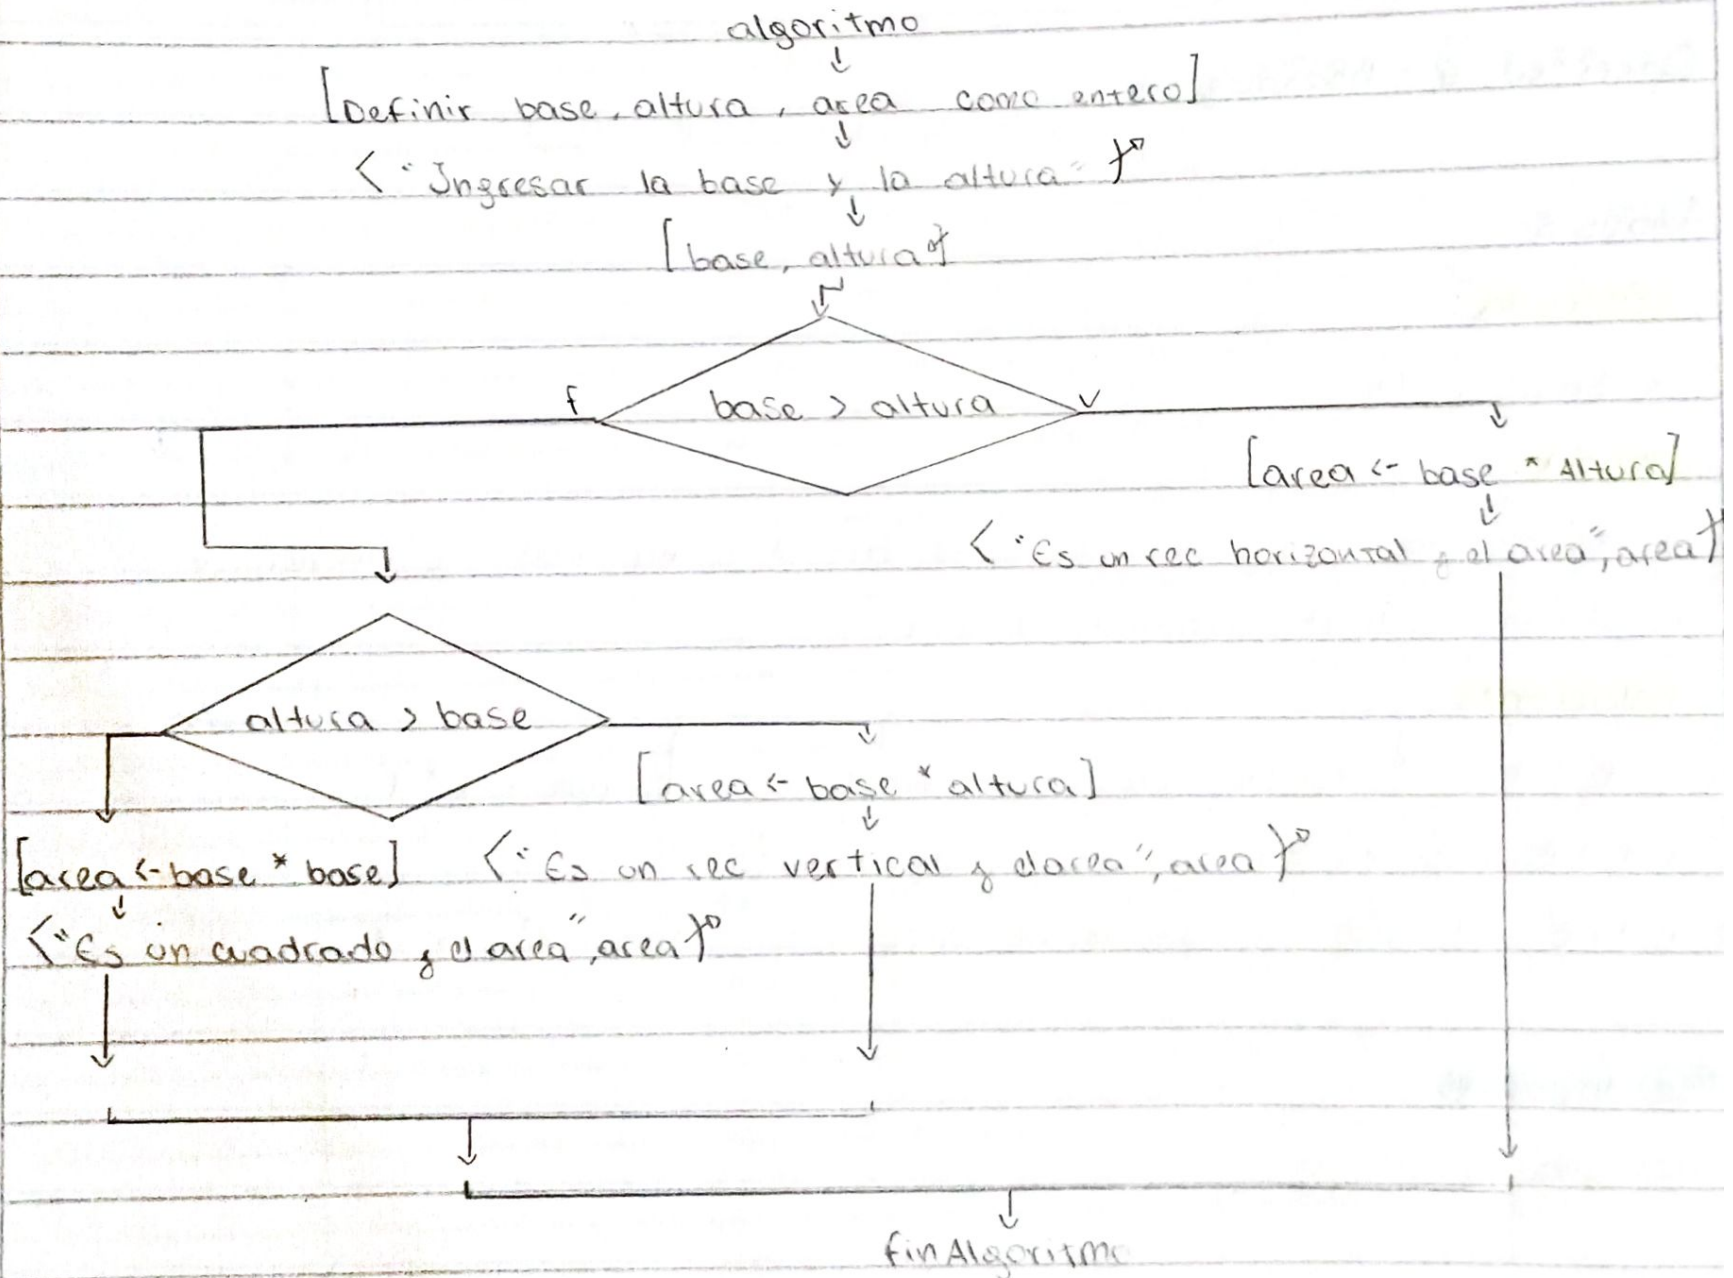 algoritmo
[Definir base, altura, area como entero]
"Ingresar la base y la altura"
[base, altura]
base > altura
f
v
[area <- base * Altura]
"Es un rec horizontal y el area", area
altura > base
[area <- base * altura]
"Es un rec vertical y el area", area
[area <- base * base]
"Es un cuadrado y el area", area
finAlgoritmo